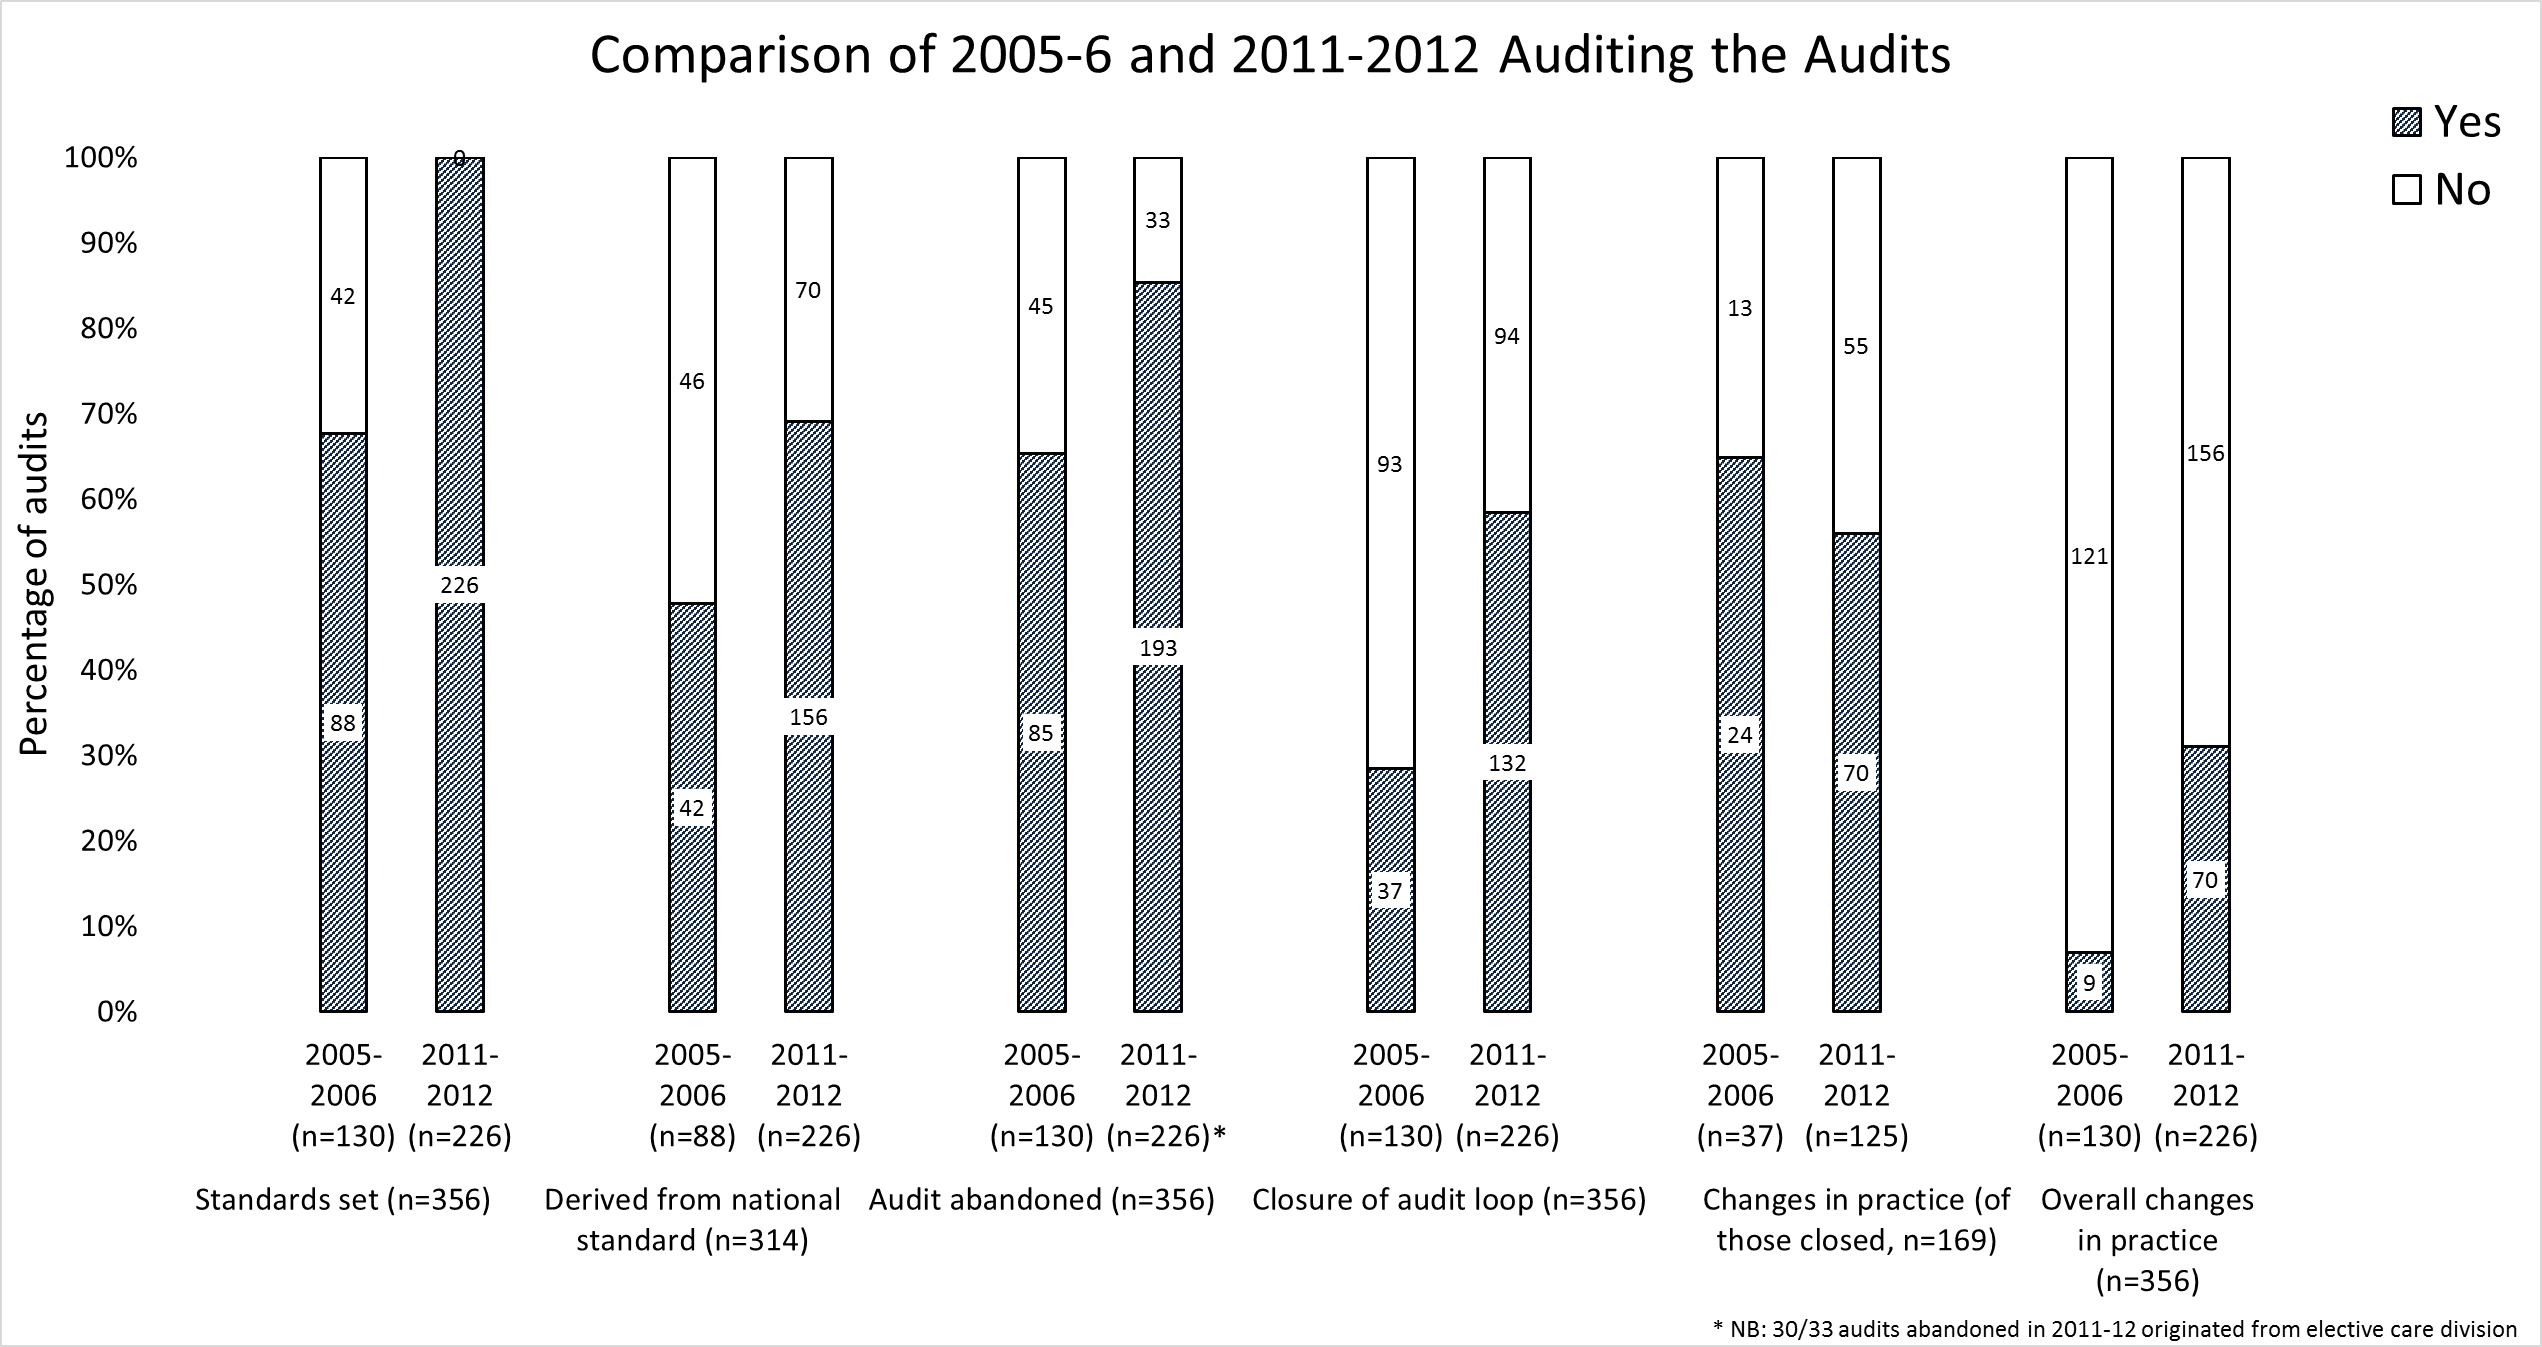 Comparison of 2005-6 and 2011-2012 Auditing the Audits
Yes
No
Percentage of audits
100%
90%
80%
70%
60%
50%
40%
30%
20%
10%
0%
42
88
0
226
46
42
70
156
45
85
33
193
93
37
94
132
13
24
55
70
121
9
156
70
2005-
2006
(n=130)
2011-
2012
(n=226)
2005-
2006
(n=88)
2011-
2012
(n=226)
2005-
2006
(n=130)
2011-
2012
(n=226)*
2005-
2006
(n=130)
2011-
2012
(n=226)
2005-
2006
(n=37)
2011-
2012
(n=125)
2005-
2006
(n=130)
2011-
2012
(n=226)
Standards set (n=356)
Derived from national
standard (n=314)
Audit abandoned (n=356)
Closure of audit loop (n=356)
Changes in practice (of
those closed, n=169)
Overall changes
in practice
(n=356)
* NB: 30/33 audits abandoned in 2011-12 originated from elective care division